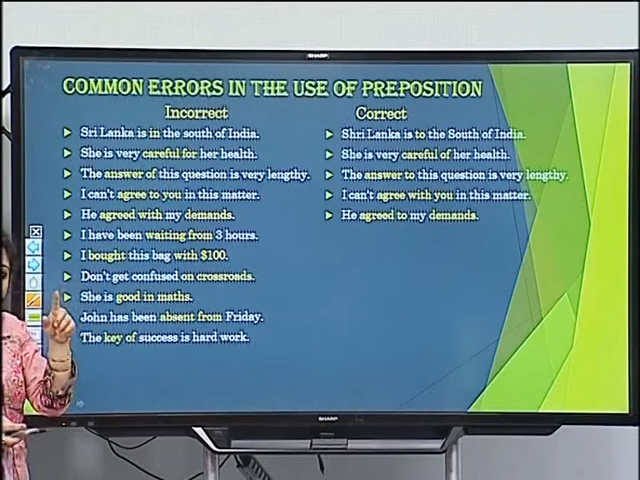 SHARP
COMMON ERRORS IN THE USE OF PREPOSITION
Incorrect
Sri Lanka is in the south of India.
She is very careful for her health.
The answer of this question is very lengthy.
I can't agree to you in this matter.
He agreed with my demands.
I have been waiting from 3 hours.
I bought this bag with $100.
Don't get confused on crossroads.
She is good in maths.
John has been absent from Friday.
The key of success is hard work.
Correct
Shri Lanka is to the South of India.
She is very careful of her health.
The answer to this question is very lengthy.
I can't agree with you in this matter.
He agreed to my demands.
SHARP